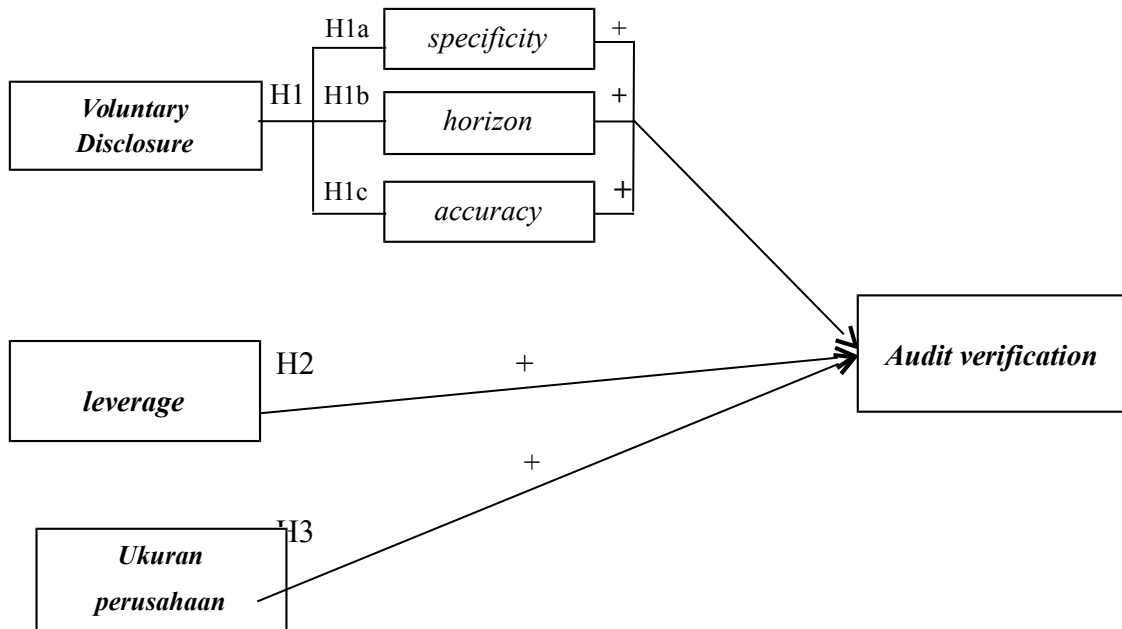 H1a
specificity
+
Voluntary
Disclosure
H1
H1b
horizon
+
H1c
accuracy
+
leverage
H2
+
Audit verification
+
H3
Ukuran
perusahaan